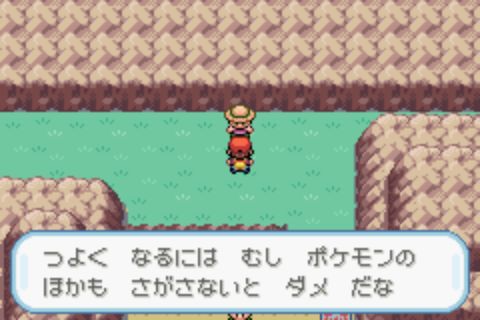 つよく　なるには　むし　ポケモンの
ほかも　さがさないと　ダメ　だな